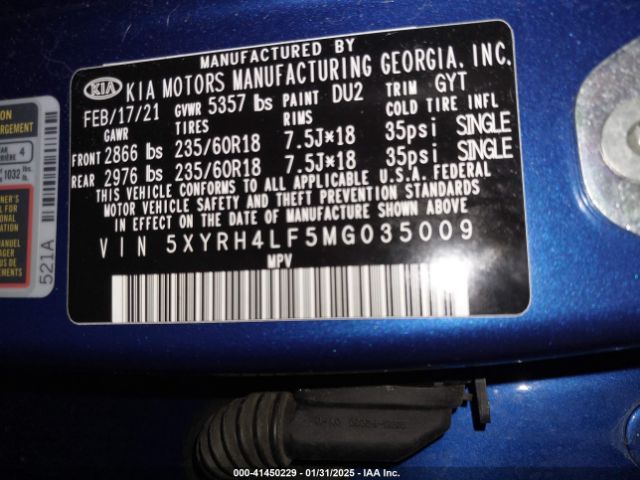 MANUFACTURED BY
KIA KIA MOTORS MANUFACTURING GEORGIA, INC.
FEB/17/21 GVWR 5357 lbs PAINT DU2 TRIM GYT
GAWR TIRES RIMS COLD TIRE INFL
FRONT 2866 lbs 235/60R18 7.5J×18 35psi SINGLE
REAR 2976 lbs 235/60R18 7.5J×18 35psi SINGLE
THIS VEHICLE CONFORMS TO ALL APPLICABLE U.S.A. FEDERAL
MOTOR VEHICLE SAFETY AND THEFT PREVENTION STANDARDS
IN EFFECT ON THE DATE OF MANUFACTURE SHOWN ABOVE
VIN 5XYRH4LF5MG035009
MPV
4
1032 lbs.
521A
000-41450229 - 01/31/2025 - IAA Inc.